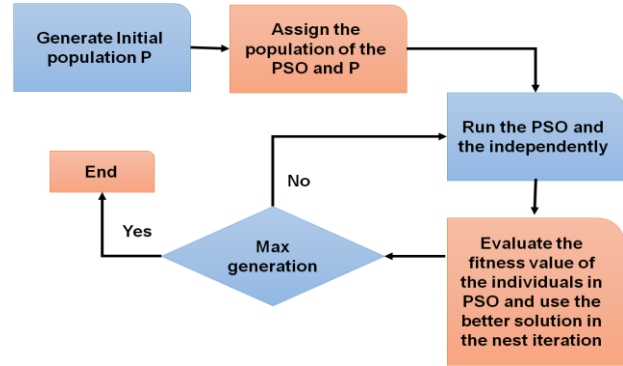 Generate Initial
population P
Assign the
population of the
PSO and P
Run the PSO and
the independently
Evaluate the
fitness value of
the individuals in
PSO and use the
better solution in
the nest iteration
Max
generation
No
Yes
End